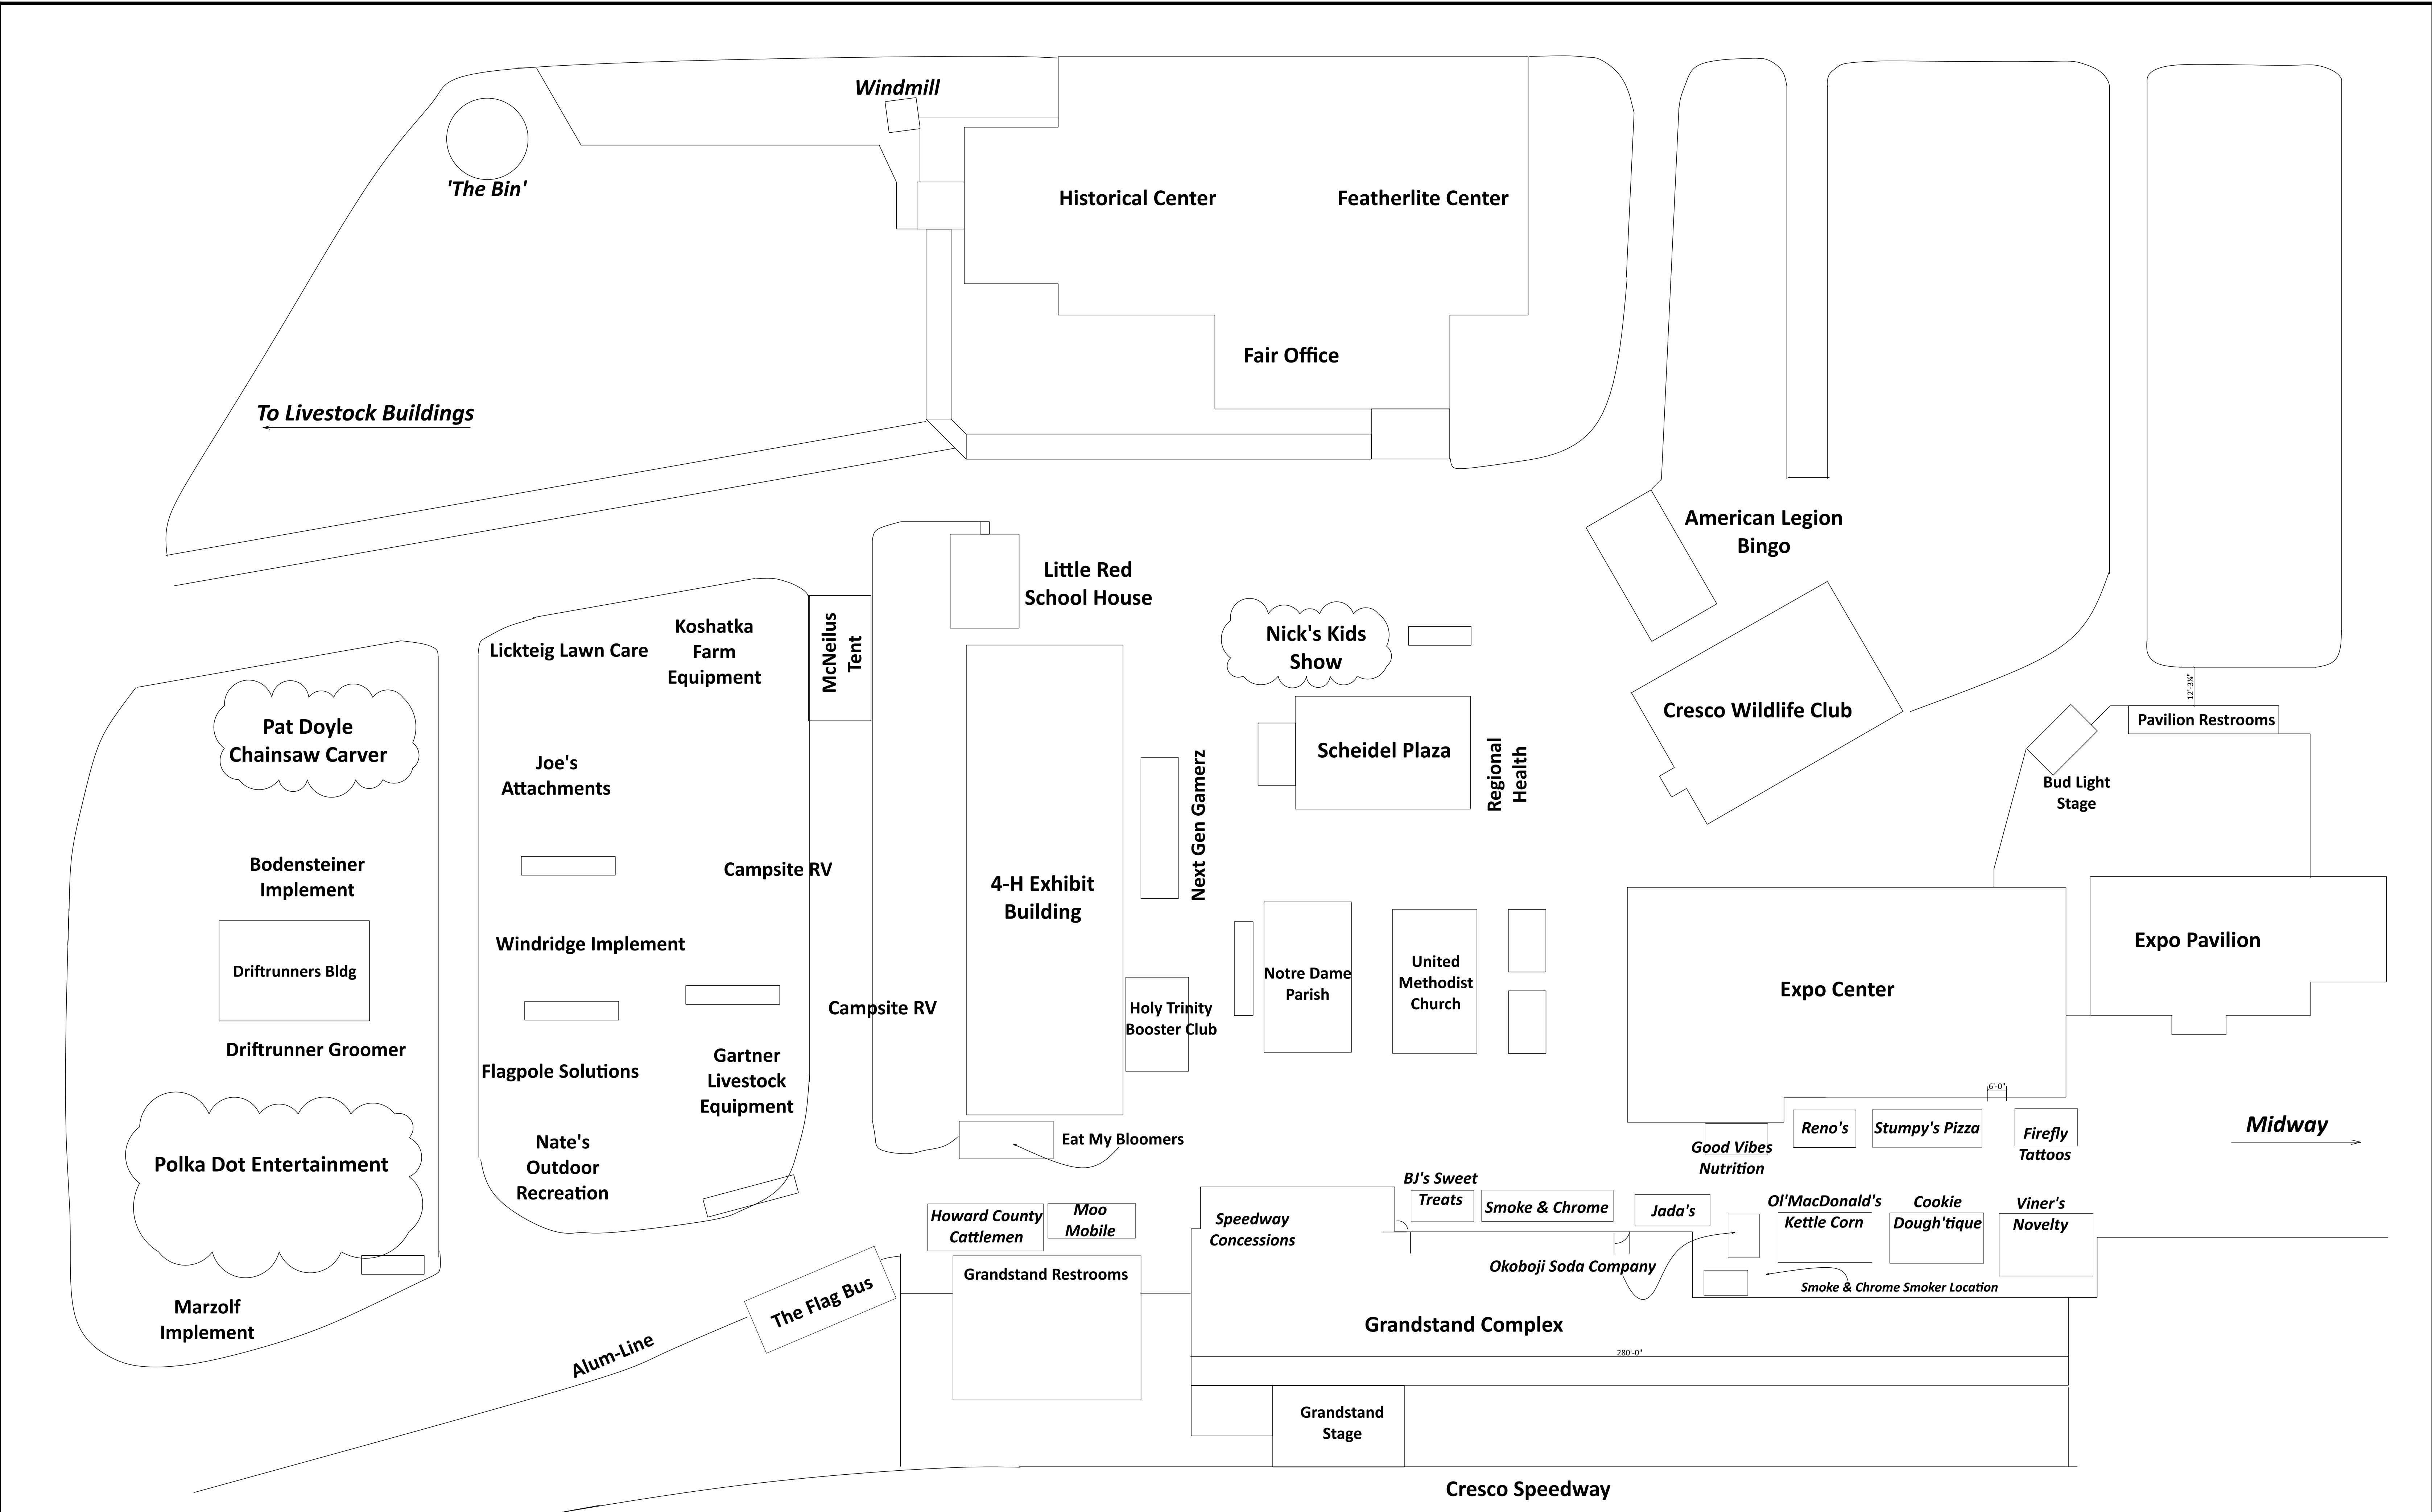 Windmill
'The Bin'
Historical Center
Featherlite Center
Fair Office
To Livestock Buildings
American Legion
Bingo
Little Red
School House
Koshatka
Farm
Equipment
Lickteig Lawn Care
McNeilus
Tent
Nick's Kids
Show
Pat Doyle
Chainsaw Carver
Joe's
Attachments
Scheidel Plaza
Regional
Health
Cresco Wildlife Club
12'-3¾"
Pavilion Restrooms
Bud Light
Stage
Next Gen Gamerz
Bodensteiner
Implement
Campsite RV
4-H Exhibit
Building
Windridge Implement
Driftrunners Bldg
Notre Dame
Parish
United
Methodist
Church
Expo Center
Expo Pavilion
Campsite RV
Holy Trinity
Booster Club
Driftrunner Groomer
Flagpole Solutions
Gartner
Livestock
Equipment
6'-0"
Nate's
Outdoor
Recreation
Eat My Bloomers
Good Vibes
Nutrition
Reno's
Stumpy's Pizza
Firefly
Tattoos
Midway
Polka Dot Entertainment
Howard County
Cattlemen
Moo
Mobile
Speedway
Concessions
BJ's Sweet
Treats
Smoke & Chrome
Jada's
Ol'MacDonald's
Kettle Corn
Cookie
Dough'tique
Viner's
Novelty
Okoboji Soda Company
Smoke & Chrome Smoker Location
Grandstand Restrooms
The Flag Bus
Marzolf
Implement
Alum-Line
Grandstand Complex
280'-0"
Grandstand
Stage
Cresco Speedway